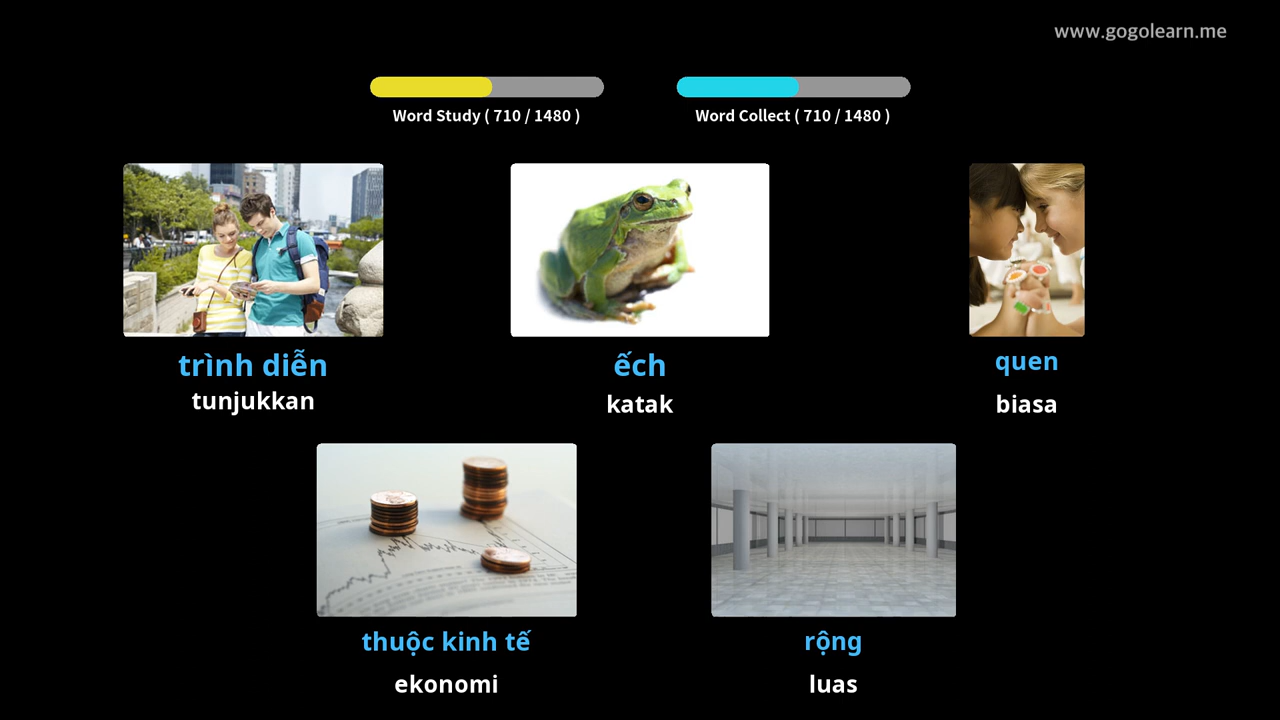 www.gogolearn.me
Word Study ( 710 / 1480 )
Word Collect ( 710 / 1480 )
trình diễn
tunjukkan
ếch
katak
quen
biasa
thuộc kinh tế
ekonomi
rộng
luas